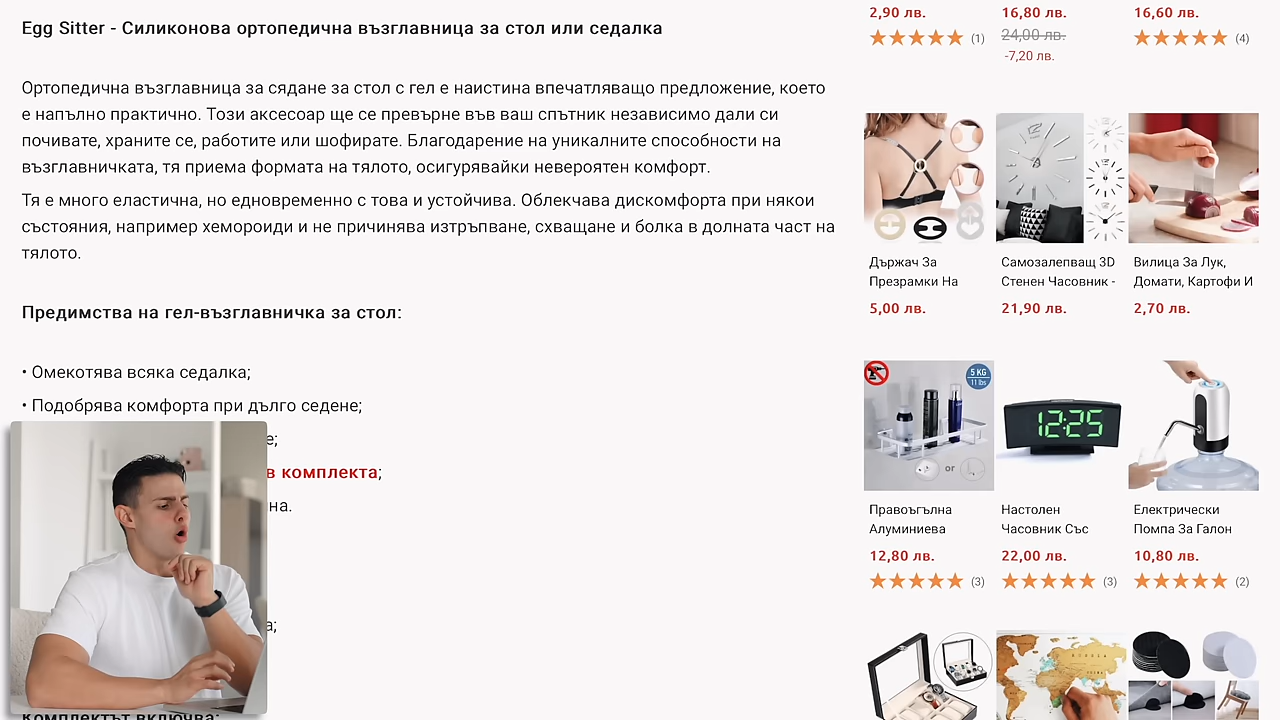 Egg Sitter - Силиконова ортопедична възглавница за стол или седалка
Ортопедична възглавница за сядане за стол с гел е наистина впечатляващо предложение, което
е напълно практично. Този аксесоар ще се превърне във ваш спътник независимо дали си
почивате, храните се, работите или шофирате. Благодарение на уникалните способности на
възглавничката, тя приема формата на тялото, осигурявайки невероятен комфорт.
Тя е много еластична, но едновременно с това и устойчива. Облекчава дискомфорта при някои
състояния, например хемороиди и не причинява изтръпване, схващане и болка в долната част на
тялото.
Предимства на гел-възглавничка за стол:
• Омекотява всяка седалка;
• Подобрява комфорта при дълго седене;
е;
в комплекта;
на.
а;
Комплектът включва:
2,90 лв.
16,80 лв.
16,60 лв.
(1)
24,00 лв.
(4)
-7,20 лв.
Държач За
Презрамки На
5,00 лв.
Самозалепващ 3D
Стенен Часовник -
21,90 лв.
Вилица За Лук,
Домати, Картофи И
2,70 лв.
5 KG
11 lbs
or
12:25
Правоъгълна
Алуминиева
12,80 лв.
(3)
Настолен
Часовник Със
22,00 лв.
(3)
Електрически
Помпа За Галон
10,80 лв.
(2)